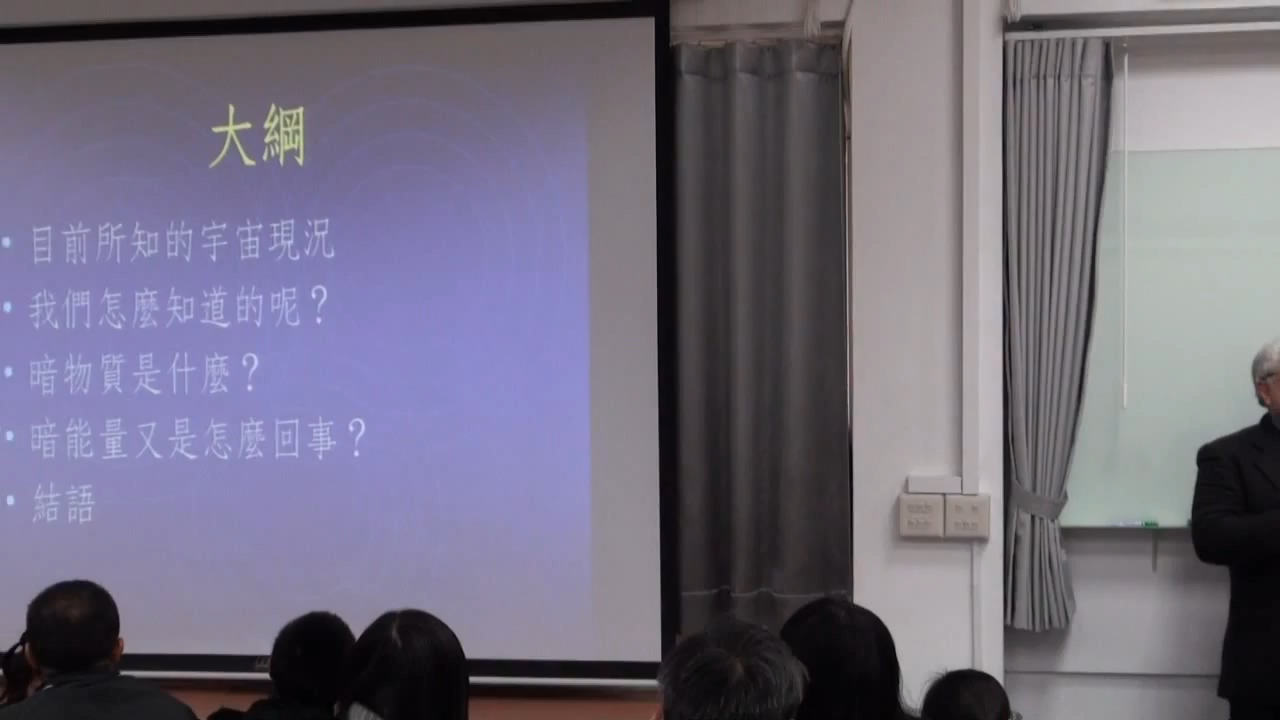 大綱
• 目前所知的宇宙現況
• 我們怎麼知道的呢？
• 暗物質是什麼？
• 暗能量又是怎麼回事？
• 結語